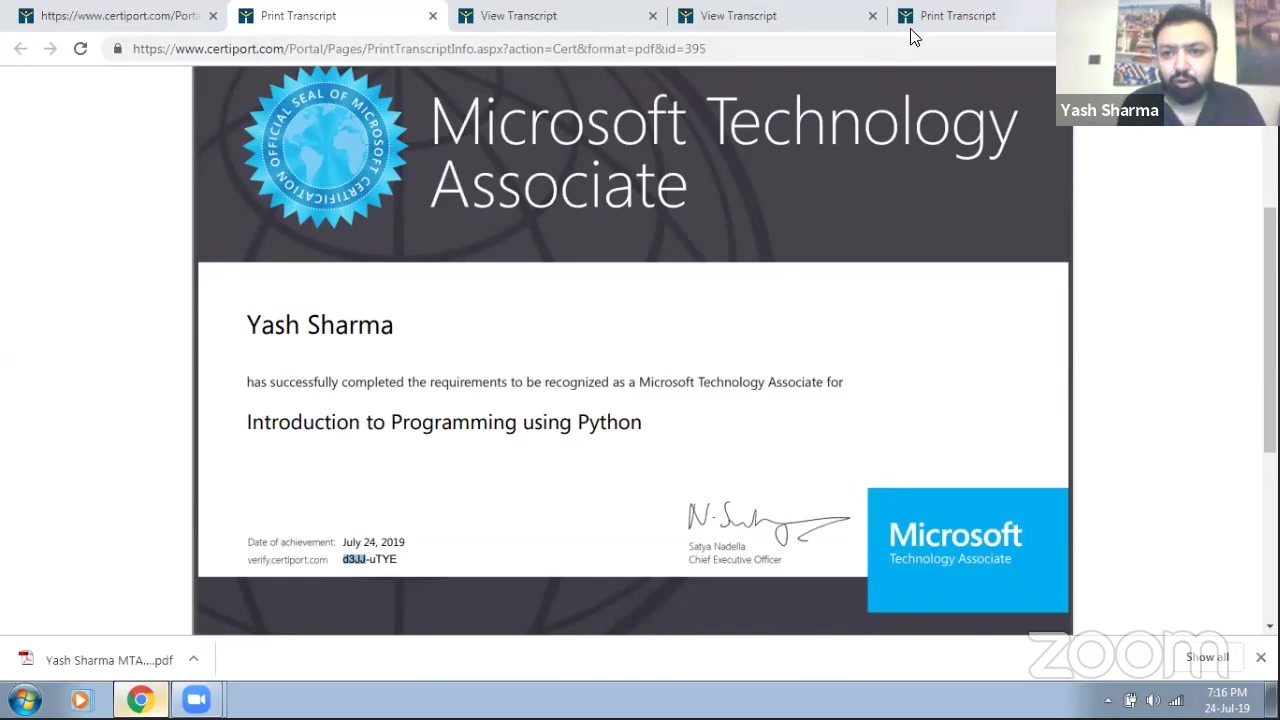 https://www.certiport.com/Porta
Print Transcript
View Transcript
View Transcript
Print Transcript
https://www.certiport.com/Portal/Pages/PrintTranscriptInfo.aspx?action=Cert&format=pdf&id=395
Yash Sharma
OFFICIAL SEAL OF MICROSOFT CERTIFICATION
Microsoft Technology
Associate
Yash Sharma
has successfully completed the requirements to be recognized as a Microsoft Technology Associate for
Introduction to Programming using Python
Date of achievement: July 24, 2019
verify.certiport.com d3JJ-uTYE
N. S
Satya Nadella
Chief Executive Officer
Microsoft
Technology Associate
Yash Sharma MTA....pdf
zoom
Show all
7:16 PM
24-Jul-19